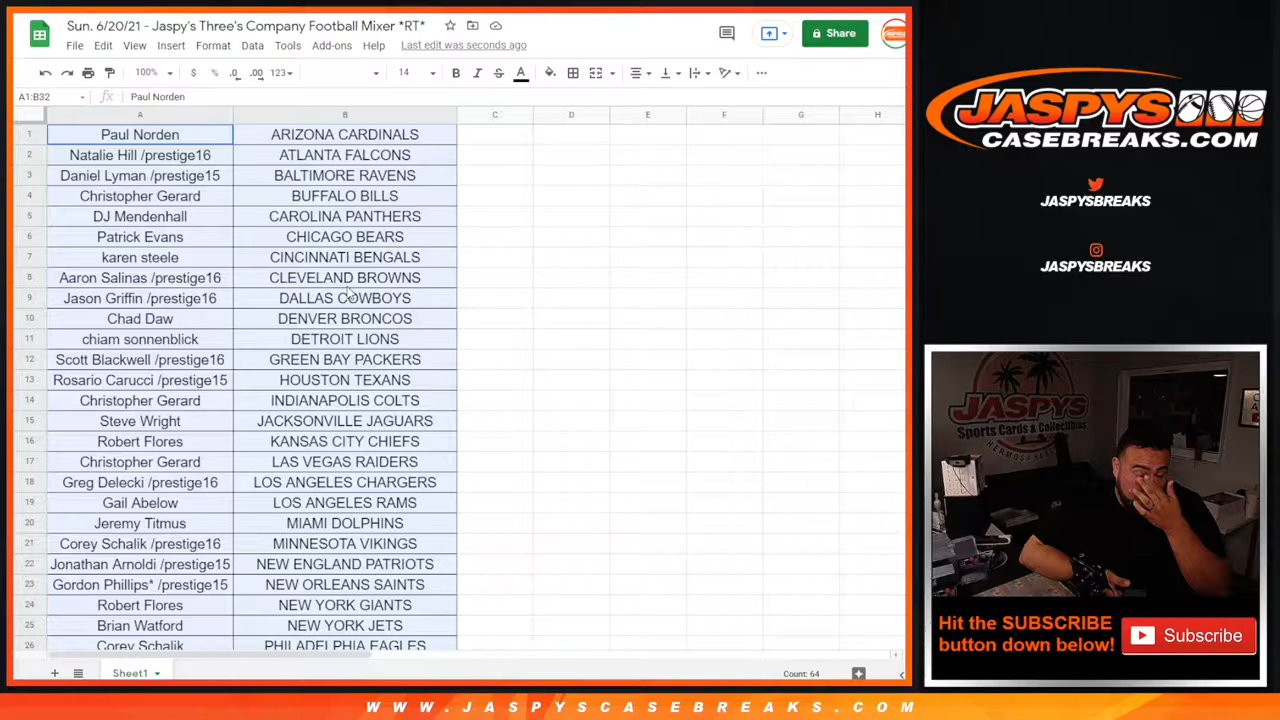 Sun. 6/20/21 - Jaspy's Three's Company Football Mixer *RT*
File Edit View Insert Format Data Tools Add-ons Help Last edit was seconds ago
Share
100% $ % .0 .00 123 14 B I S A
A1:B32 fx Paul Norden
A B C D E F G H
1 Paul Norden ARIZONA CARDINALS
2 Natalie Hill /prestige16 ATLANTA FALCONS
3 Daniel Lyman /prestige15 BALTIMORE RAVENS
4 Christopher Gerard BUFFALO BILLS
5 DJ Mendenhall CAROLINA PANTHERS
6 Patrick Evans CHICAGO BEARS
7 karen steele CINCINNATI BENGALS
8 Aaron Salinas /prestige16 CLEVELAND BROWNS
9 Jason Griffin /prestige16 DALLAS COWBOYS
10 Chad Daw DENVER BRONCOS
11 chiam sonnenblick DETROIT LIONS
12 Scott Blackwell /prestige16 GREEN BAY PACKERS
13 Rosario Carucci /prestige15 HOUSTON TEXANS
14 Christopher Gerard INDIANAPOLIS COLTS
15 Steve Wright JACKSONVILLE JAGUARS
16 Robert Flores KANSAS CITY CHIEFS
17 Christopher Gerard LAS VEGAS RAIDERS
18 Greg Delecki /prestige16 LOS ANGELES CHARGERS
19 Gail Abelow LOS ANGELES RAMS
20 Jeremy Titmus MIAMI DOLPHINS
21 Corey Schalik /prestige16 MINNESOTA VIKINGS
22 Jonathan Arnoldi /prestige15 NEW ENGLAND PATRIOTS
23 Gordon Phillips* /prestige15 NEW ORLEANS SAINTS
24 Robert Flores NEW YORK GIANTS
25 Brian Watford NEW YORK JETS
26 Corey Schalik PHILADELPHIA EAGLES
Sheet1
Count: 64
JASPYS
CASEBREAKS.COM
JASPYSBREAKS
JASPYSBREAKS
JASPYS
Sports Cards & Collectibles
Hit the SUBSCRIBE
button down below!
Subscribe
WWW.JASPYSCASEBREAKS.COM